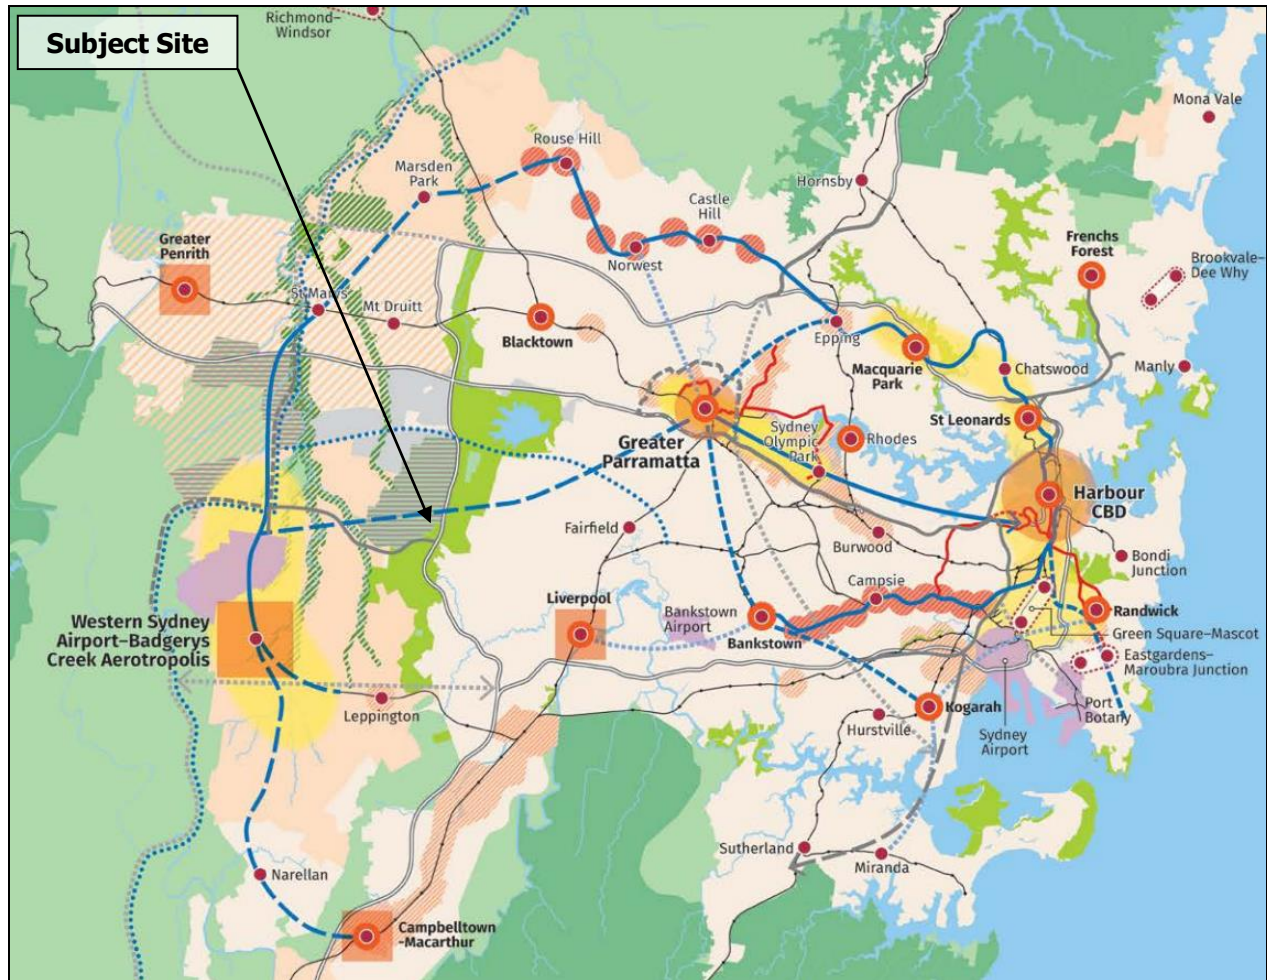 Richmond–
Windsor
Subject Site
Mona Vale
Rouse Hill
Marsden
Park
Hornsby
Castle
Hill
Greater
Penrith
Frenchs
Forest
Norwest
Brookvale–
Dee Why
St Marys
Mt Druitt
Blacktown
Epping
Macquarie
Park
Chatswood
Manly
St Leonards
Greater
Parramatta
Sydney
Olympic
Park
Rhodes
Harbour
CBD
Fairfield
Burwood
Bondi
Junction
Campsie
Liverpool
Bankstown
Airport
Bankstown
Randwick
Green Square–Mascot
Western Sydney
Airport–Badgerys
Creek Aerotropolis
Eastgardens–
Maroubra Junction
Leppington
Kogarah
Port
Botany
Hurstville
Sydney
Airport
Sutherland
Miranda
Narellan
Campbelltown
-Macarthur